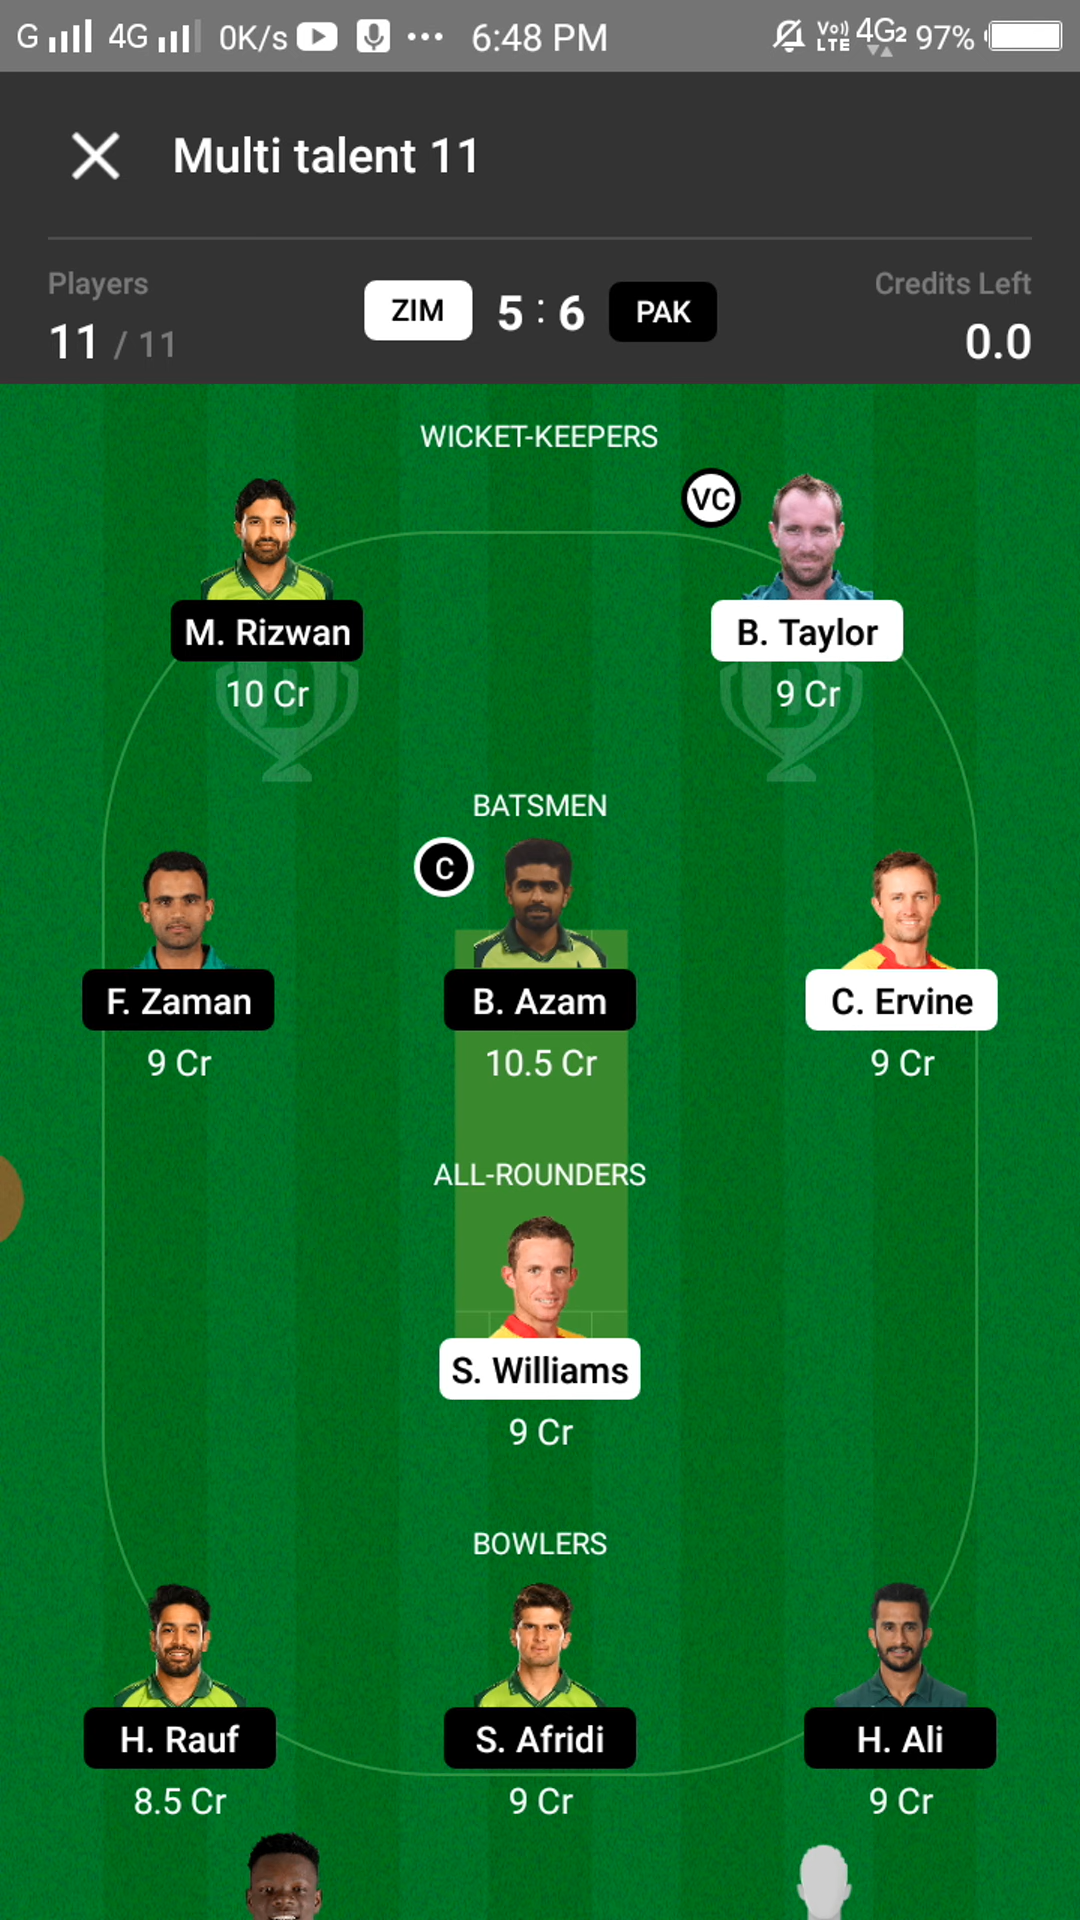 G 4G 0K/s 6:48 PM Vo)) LTE 4G2 97%
Multi talent 11
Players
11 / 11
ZIM 5 : 6 PAK
Credits Left
0.0
WICKET-KEEPERS
VC
M. Rizwan
10 Cr
B. Taylor
9 Cr
BATSMEN
C
F. Zaman
9 Cr
B. Azam
10.5 Cr
C. Ervine
9 Cr
ALL-ROUNDERS
S. Williams
9 Cr
BOWLERS
H. Rauf
8.5 Cr
S. Afridi
9 Cr
H. Ali
9 Cr